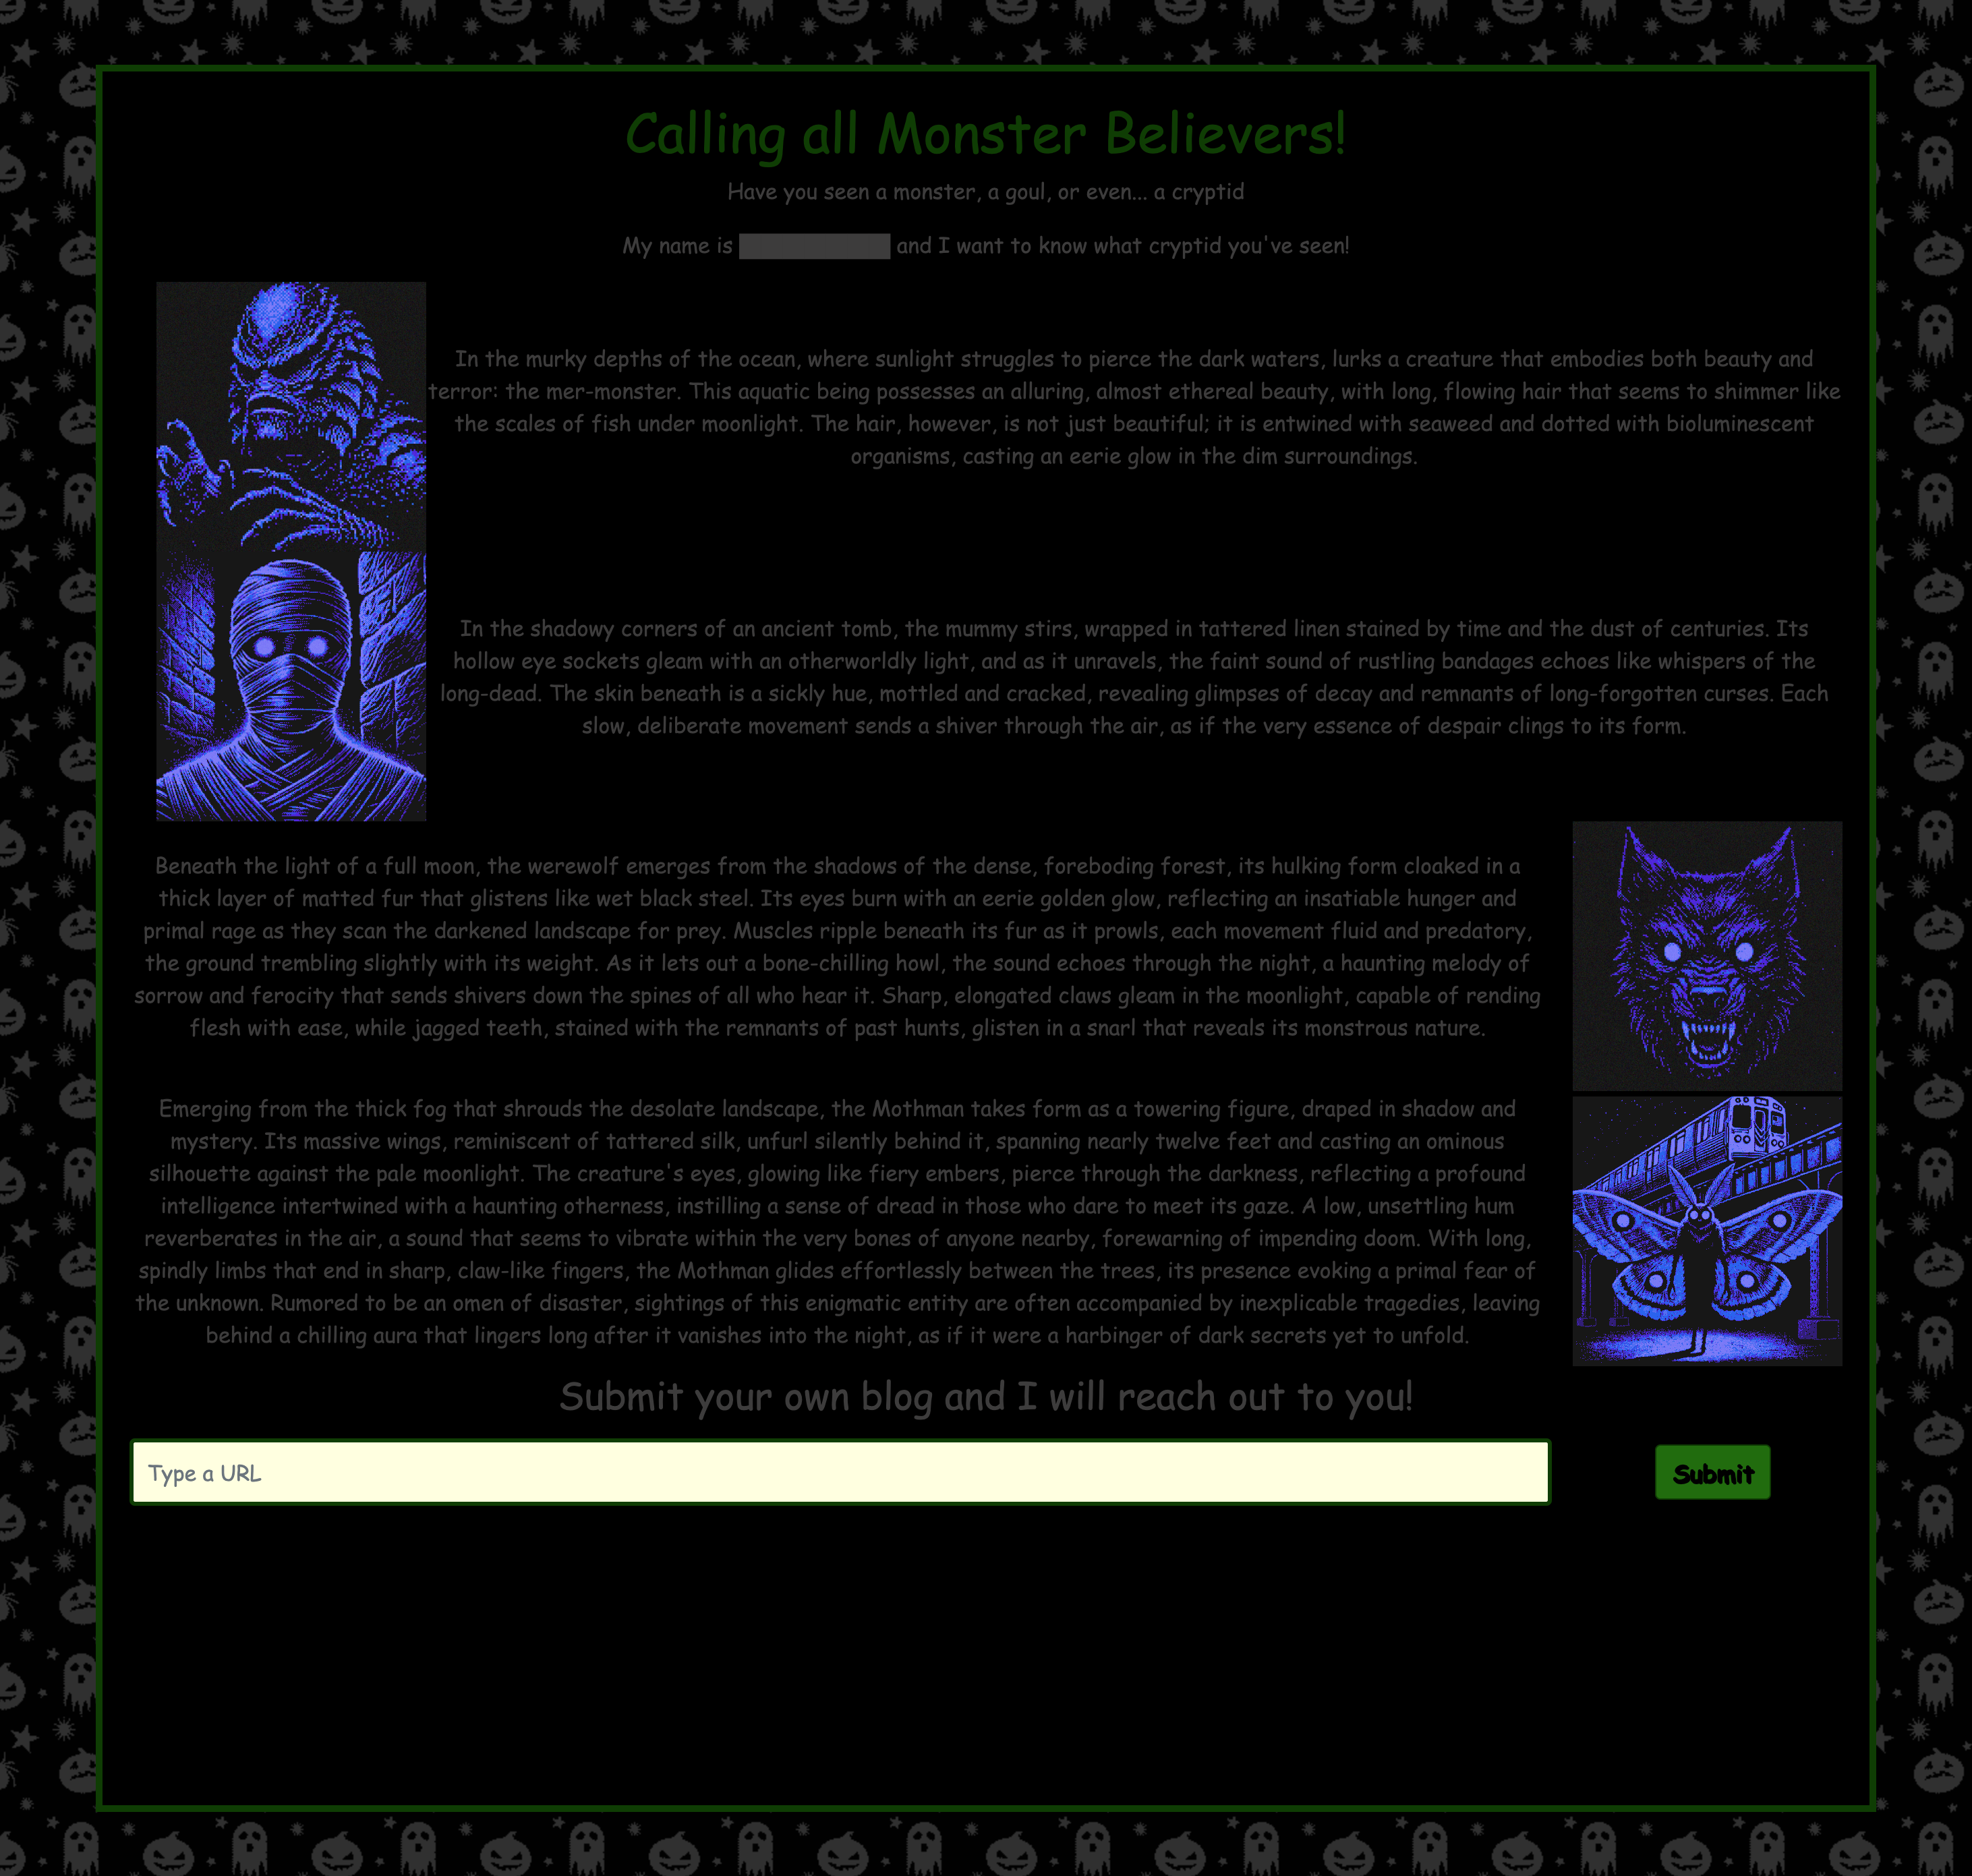 Calling all Monster Believers!
Have you seen a monster, a goul, or even... a cryptid
My name is and I want to know what cryptid you've seen!
In the murky depths of the ocean, where sunlight struggles to pierce the dark waters, lurks a creature that embodies both beauty and
terror: the mer-monster. This aquatic being possesses an alluring, almost ethereal beauty, with long, flowing hair that seems to shimmer like
the scales of fish under moonlight. The hair, however, is not just beautiful; it is entwined with seaweed and dotted with bioluminescent
organisms, casting an eerie glow in the dim surroundings.
In the shadowy corners of an ancient tomb, the mummy stirs, wrapped in tattered linen stained by time and the dust of centuries. Its
hollow eye sockets gleam with an otherworldly light, and as it unravels, the faint sound of rustling bandages echoes like whispers of the
long-dead. The skin beneath is a sickly hue, mottled and cracked, revealing glimpses of decay and remnants of long-forgotten curses. Each
slow, deliberate movement sends a shiver through the air, as if the very essence of despair clings to its form.
Beneath the light of a full moon, the werewolf emerges from the shadows of the dense, foreboding forest, its hulking form cloaked in a
thick layer of matted fur that glistens like wet black steel. Its eyes burn with an eerie golden glow, reflecting an insatiable hunger and
primal rage as they scan the darkened landscape for prey. Muscles ripple beneath its fur as it prowls, each movement fluid and predatory,
the ground trembling slightly with its weight. As it lets out a bone-chilling howl, the sound echoes through the night, a haunting melody of
sorrow and ferocity that sends shivers down the spines of all who hear it. Sharp, elongated claws gleam in the moonlight, capable of rending
flesh with ease, while jagged teeth, stained with the remnants of past hunts, glisten in a snarl that reveals its monstrous nature.
Emerging from the thick fog that shrouds the desolate landscape, the Mothman takes form as a towering figure, draped in shadow and
mystery. Its massive wings, reminiscent of tattered silk, unfurl silently behind it, spanning nearly twelve feet and casting an ominous
silhouette against the pale moonlight. The creature's eyes, glowing like fiery embers, pierce through the darkness, reflecting a profound
intelligence intertwined with a haunting otherness, instilling a sense of dread in those who dare to meet its gaze. A low, unsettling hum
reverberates in the air, a sound that seems to vibrate within the very bones of anyone nearby, forewarning of impending doom. With long,
spindly limbs that end in sharp, claw-like fingers, the Mothman glides effortlessly between the trees, its presence evoking a primal fear of
the unknown. Rumored to be an omen of disaster, sightings of this enigmatic entity are often accompanied by inexplicable tragedies, leaving
behind a chilling aura that lingers long after it vanishes into the night, as if it were a harbinger of dark secrets yet to unfold.
Submit your own blog and I will reach out to you!
Type a URL
Submit